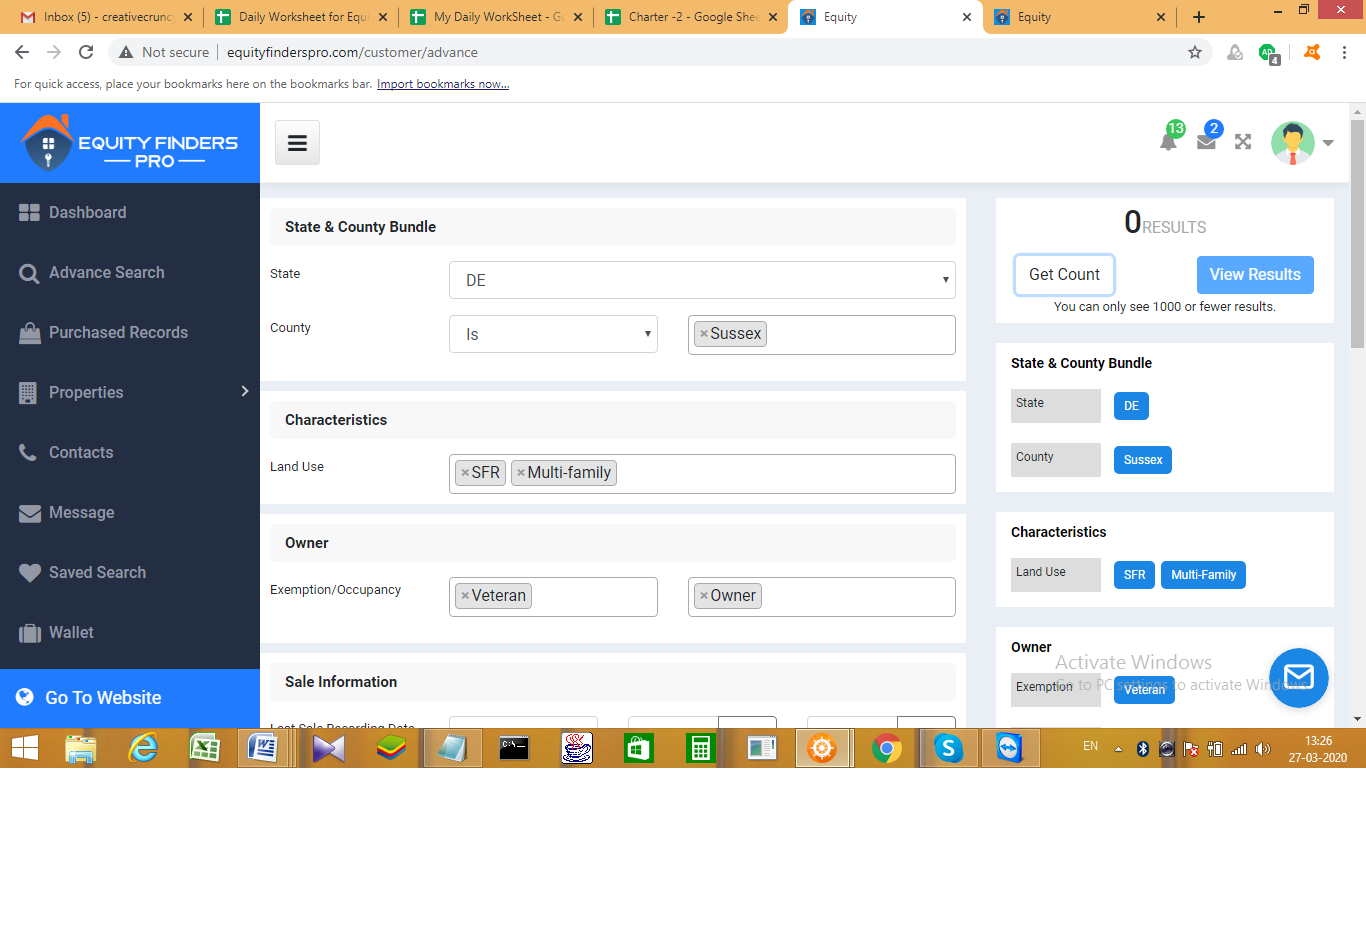 Inbox (5) - creativecrunc
Daily Worksheet for Equi
My Daily WorkSheet - Go
Charter -2 - Google Shee
Equity
Equity
Not secure
equityfinderspro.com/customer/advance
AD
4
For quick access, place your bookmarks here on the bookmarks bar. Import bookmarks now...
EQUITY FINDERS
PRO
13
2
Dashboard
Advance Search
Purchased Records
Properties
Contacts
Message
Saved Search
Wallet
Go To Website
State & County Bundle
State
DE
County
Is
×Sussex
Characteristics
Land Use
×SFR ×Multi-family
Owner
Exemption/Occupancy
×Veteran
×Owner
Sale Information
Last Sale Recording Date
0RESULTS
Get Count
View Results
You can only see 1000 or fewer results.
State & County Bundle
State
DE
County
Sussex
Characteristics
Land Use
SFR
Multi-Family
Owner
Exemption
Veteran
Activate Windows
Go to PC settings to activate Windows.
EN
13:26
27-03-2020